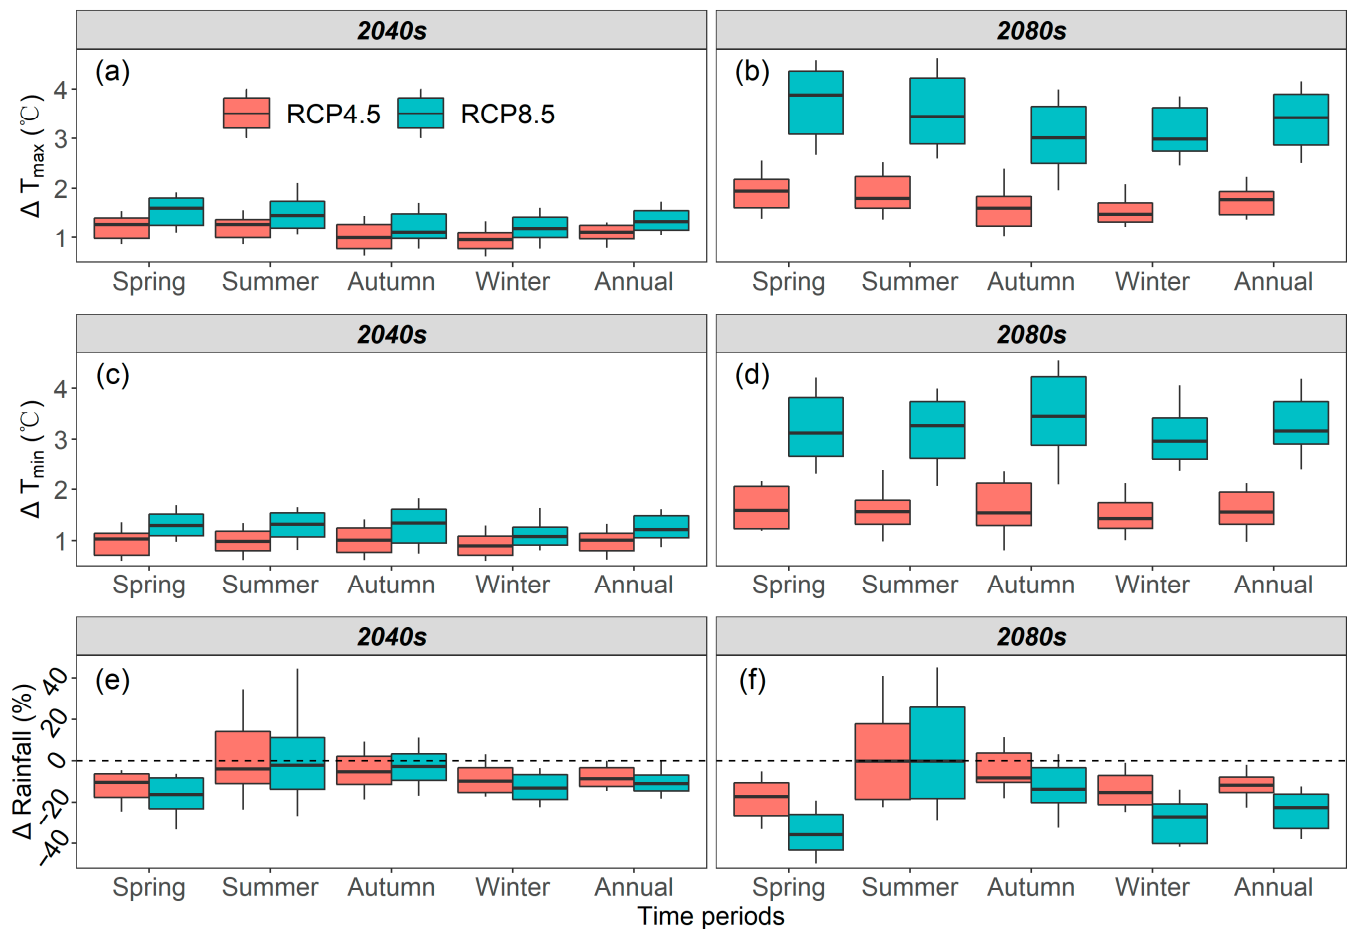 2040s 2080s
(a) (b)
RCP4.5 RCP8.5
Δ Tmax (℃)
4
3
2
1
Spring Summer Autumn Winter Annual Spring Summer Autumn Winter Annual
2040s 2080s
(c) (d)
Δ Tmin (℃)
4
3
2
1
Spring Summer Autumn Winter Annual Spring Summer Autumn Winter Annual
2040s 2080s
(e) (f)
Δ Rainfall (%)
40
20
0
−20
−40
Spring Summer Autumn Winter Annual Spring Summer Autumn Winter Annual
Time periods